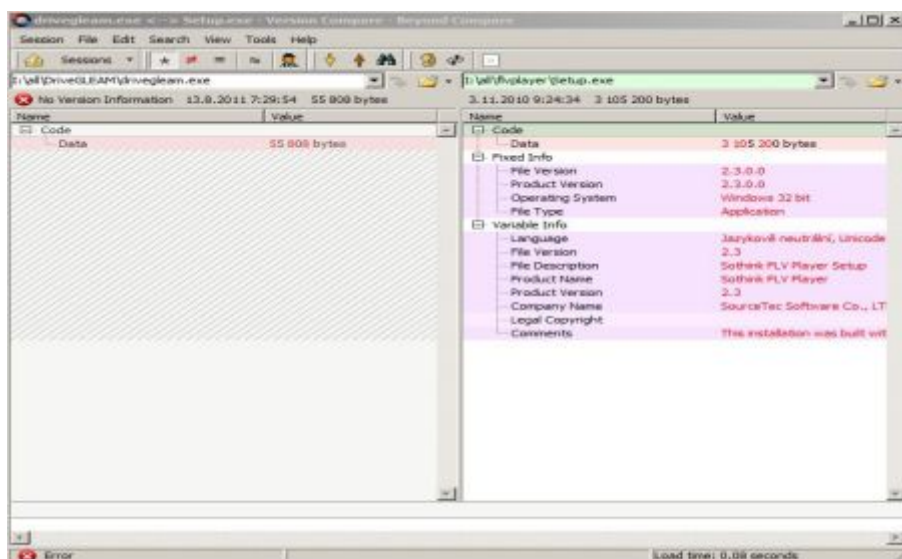 drivegleam.exe <--> Setup.exe - Version Compare - Beyond Compare
Session File Edit Search View Tools Help
Sessions
I:\all\DriveGLEAM\drivegleam.exe
I:\all\flvplayer\Setup.exe
No Version Information 13.8.2011 7:29:54 55 808 bytes
3.11.2010 9:24:34 3 105 200 bytes
Name Value
Name Value
Code
Data 55 808 bytes
Code
Data 3 105 200 bytes
Fixed Info
File Version 2.3.0.0
Product Version 2.3.0.0
Operating System Windows 32 bit
File Type Application
Variable Info
Language Jazykově neutrální, Unicode
File Version 2.3
File Description Sothink FLV Player Setup
Product Name Sothink FLV Player
Product Version 2.3
Company Name SourceTec Software Co., LT
Legal Copyright
Comments This installation was built wit
Error
Load time: 0.08 seconds